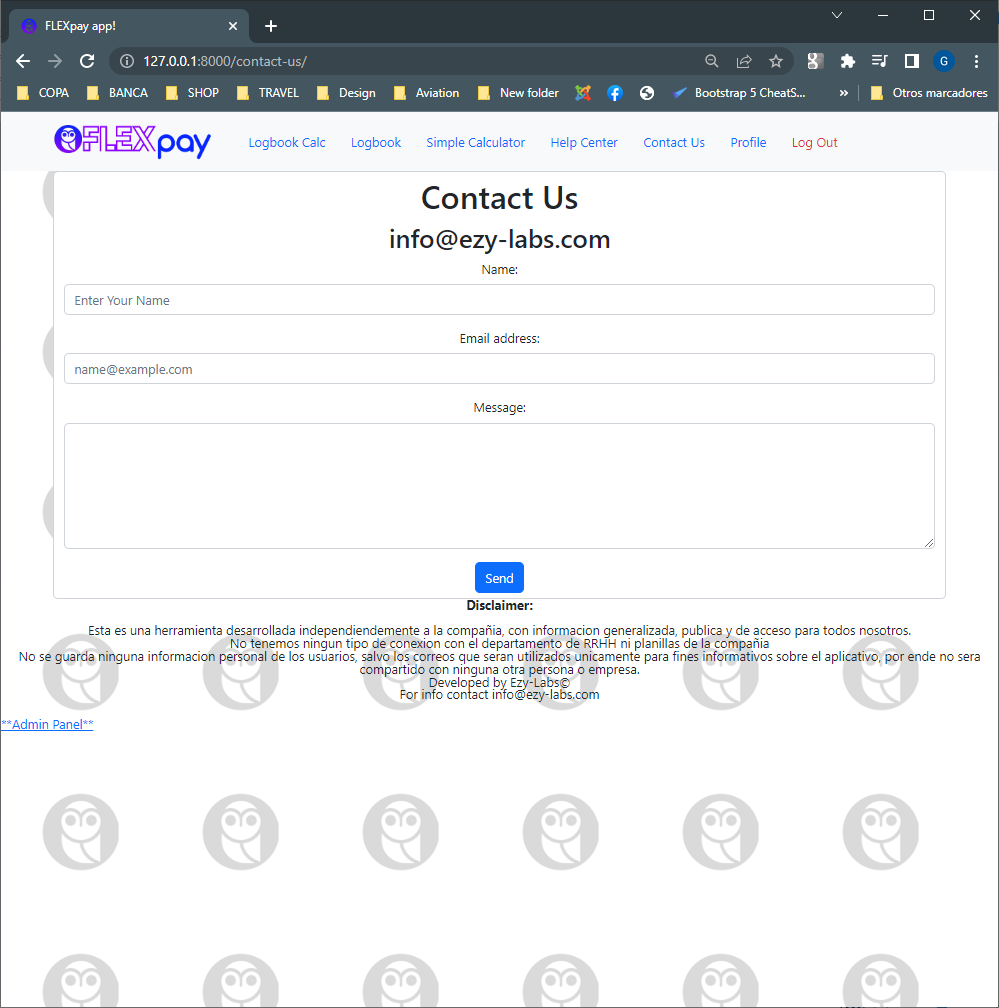 FLEXpay app!
127.0.0.1:8000/contact-us/
G
COPA BANCA SHOP TRAVEL Design Aviation New folder Bootstrap 5 CheatS... » Otros marcadores
FLEXpay Logbook Calc Logbook Simple Calculator Help Center Contact Us Profile Log Out
Contact Us
info@ezy-labs.com
Name:
Enter Your Name
Email address:
name@example.com
Message:
Send
Disclaimer:
Esta es una herramienta desarrollada independiendemente a la compañia, con informacion generalizada, publica y de acceso para todos nosotros.
No tenemos ningun tipo de conexion con el departamento de RRHH ni planillas de la compañia
No se guarda ninguna informacion personal de los usuarios, salvo los correos que seran utilizados unicamente para fines informativos sobre el aplicativo, por ende no sera
compartido con ninguna otra persona o empresa.
Developed by Ezy-Labs©
For info contact info@ezy-labs.com
**Admin Panel**